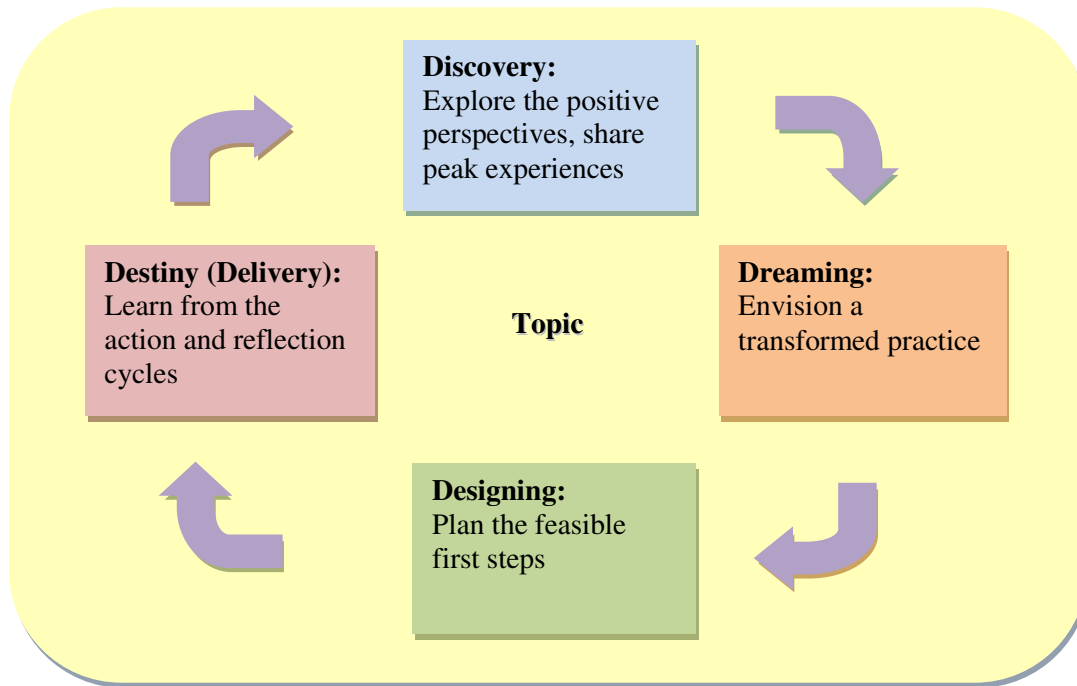 Discovery:
Explore the positive
perspectives, share
peak experiences
Destiny (Delivery):
Learn from the
action and reflection
cycles
Topic
Dreaming:
Envision a
transformed practice
Designing:
Plan the feasible
first steps